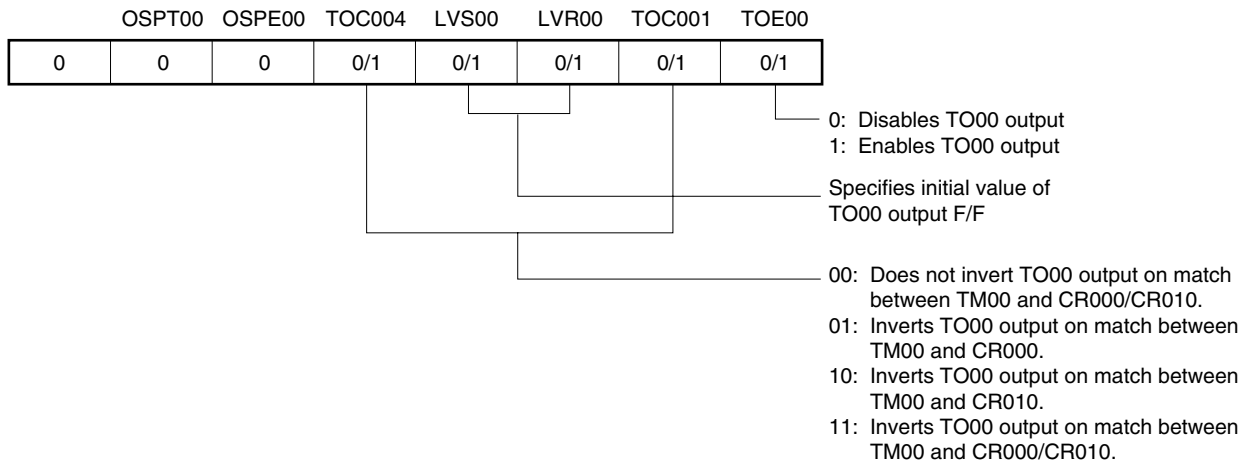 OSPT00 OSPE00 TOC004 LVS00 LVR00 TOC001 TOE00
0 0 0 0/1 0/1 0/1 0/1 0/1
0: Disables TO00 output
1: Enables TO00 output
Specifies initial value of
TO00 output F/F
00: Does not invert TO00 output on match
between TM00 and CR000/CR010.
01: Inverts TO00 output on match between
TM00 and CR000.
10: Inverts TO00 output on match between
TM00 and CR010.
11: Inverts TO00 output on match between
TM00 and CR000/CR010.